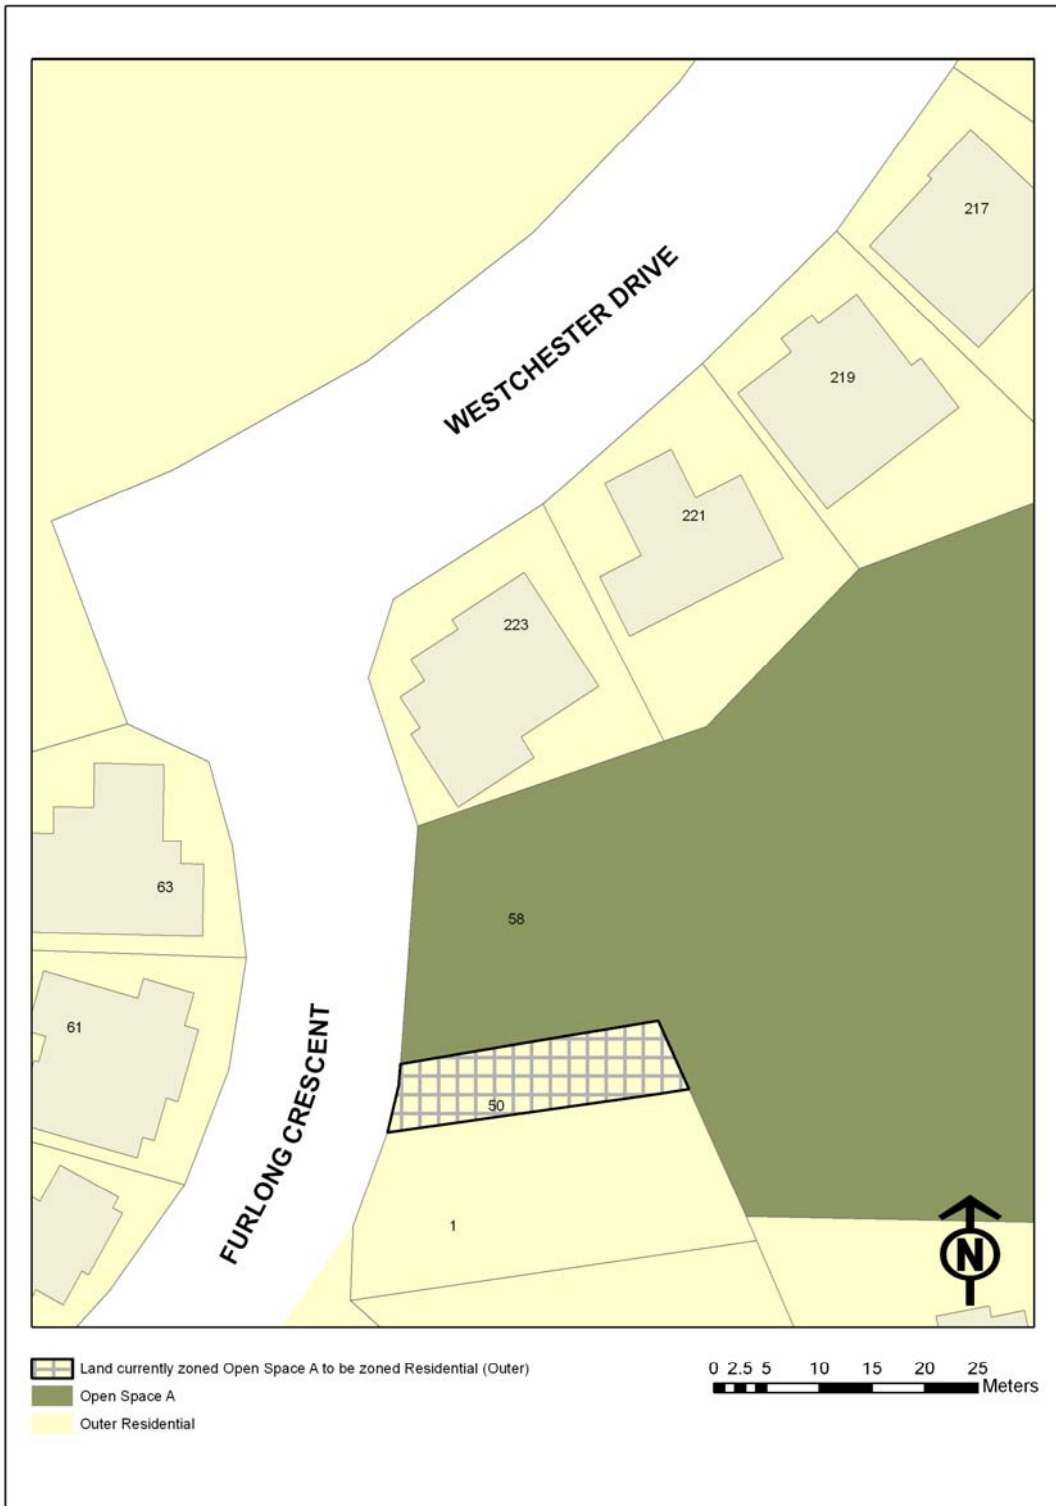 WESTCHESTER DRIVE
217
219
221
223
63
58
61
50
FURLONG CRESCENT
1
N
Land currently zoned Open Space A to be zoned Residential (Outer)
Open Space A
Outer Residential
0 2.5 5 10 15 20 25
Meters